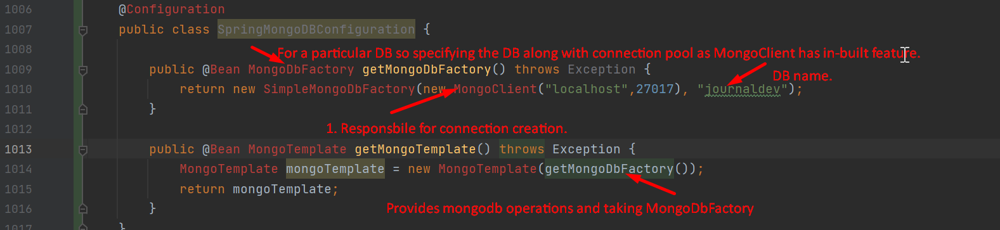 1006 @Configuration
1007 public class SpringMongoDBConfiguration {
1008
For a particular DB so specifying the DB along with connection pool as MongoClient has in-built feature.
1009 public @Bean MongoDbFactory getMongoDbFactory() throws Exception {
DB name.
1010 return new SimpleMongoDbFactory(new MongoClient("localhost",27017), "journaldev");
1011 }
1012
1. Responsbile for connection creation.
1013 public @Bean MongoTemplate getMongoTemplate() throws Exception {
1014 MongoTemplate mongoTemplate = new MongoTemplate(getMongoDbFactory());
1015 return mongoTemplate;
1016 }
Provides mongodb operations and taking MongoDbFactory
1017 }